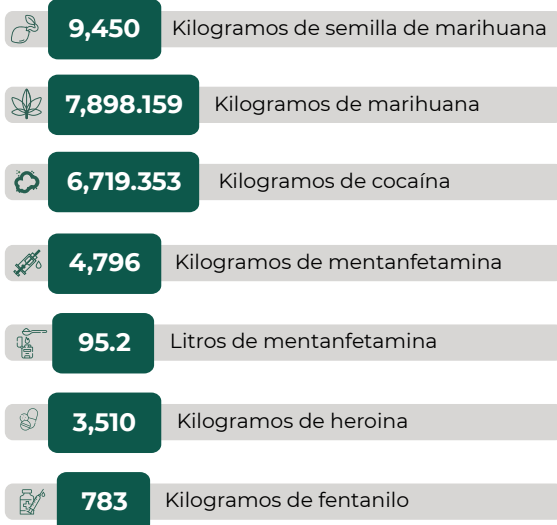 9,450 Kilogramos de semilla de marihuana
7,898.159 Kilogramos de marihuana
6,719.353 Kilogramos de cocaína
4,796 Kilogramos de mentanfetamina
95.2 Litros de mentanfetamina
3,510 Kilogramos de heroina
783 Kilogramos de fentanilo